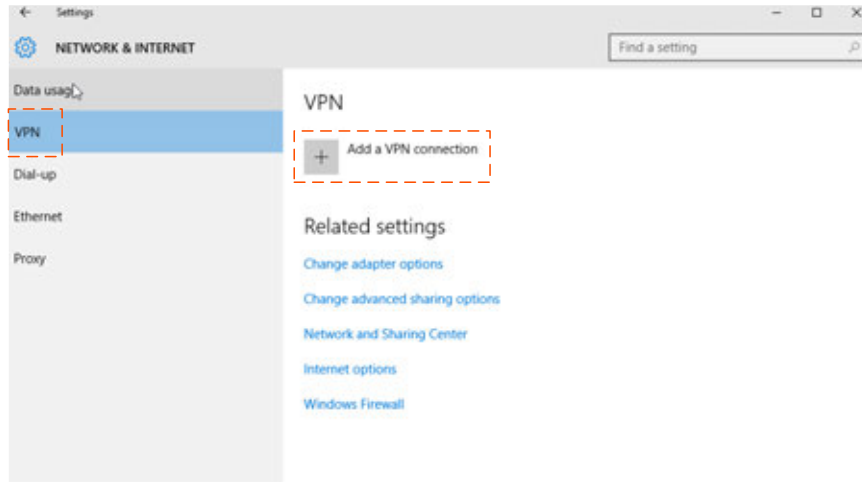 Settings
NETWORK & INTERNET
Find a setting
Data usage
VPN
Dial-up
Ethernet
Proxy
VPN
Add a VPN connection
Related settings
Change adapter options
Change advanced sharing options
Network and Sharing Center
Internet options
Windows Firewall